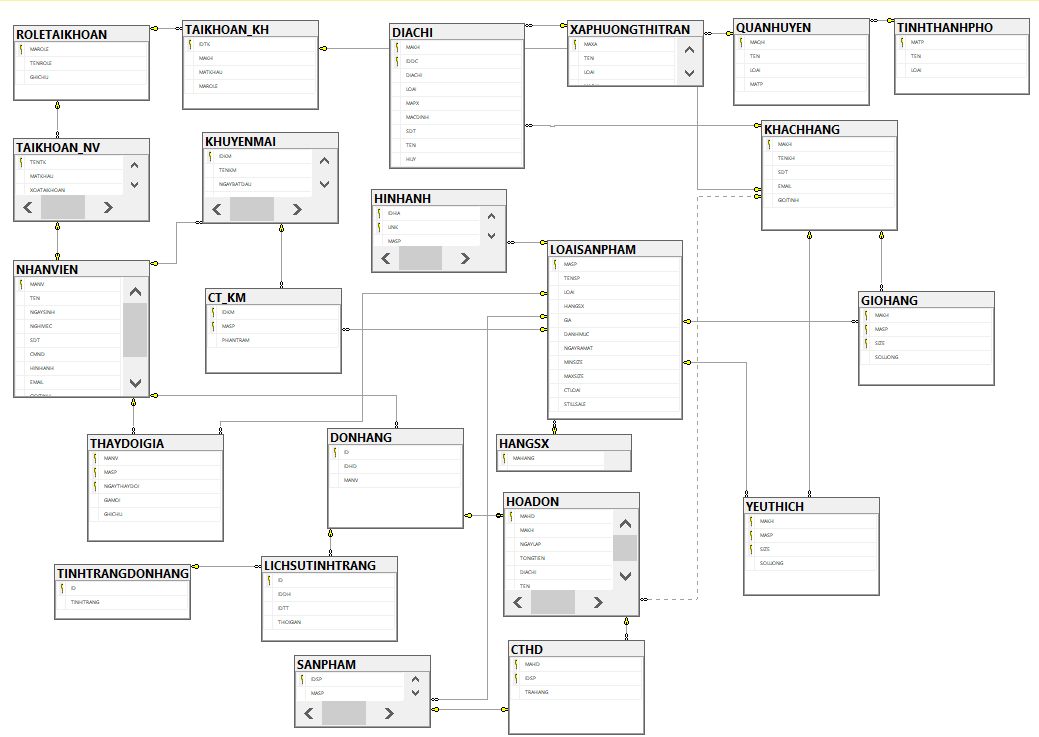 ROLETAIKHOAN
MAROLE
TENROLE
GHICHU
TAIKHOAN_KH
IDTK
MAKH
MATKHAU
MAROLE
DIACHI
MAKH
IDDC
DIACHI
LOAI
MAPX
MACDINH
SDT
TEN
HUY
XAPHUONGTHITRAN
MAXA
TEN
LOAI
QUANHUYEN
MAQH
TEN
LOAI
MATP
TINHTHANHPHO
MATP
TEN
LOAI
TAIKHOAN_NV
TENTK
MATKHAU
XOATAIKHOAN
KHUYENMAI
IDKM
TENKM
NGAYBATDAU
KHACHHANG
MAKH
TENKH
SDT
EMAIL
GIOITINH
HINHANH
IDHA
LINK
MASP
NHANVIEN
MANV
TEN
NGAYSINH
NGHIVIEC
SDT
CMND
HINHANH
EMAIL
GIOITINH
CT_KM
IDKM
MASP
PHANTRAM
LOAISANPHAM
MASP
TENSP
LOAI
HANGSX
GIA
DANHMUC
NGAYRAMAT
MINSIZE
MAXSIZE
CTLOAI
STILLSALE
GIOHANG
MAKH
MASP
SIZE
SOLUONG
THAYDOIGIA
MANV
MASP
NGAYTHAYDOI
GIAMOI
GHICHU
DONHANG
ID
IDHD
MANV
HANGSX
MAHANG
HOADON
MAHD
MAKH
NGAYLAP
TONGTIEN
DIACHI
TEN
YEUTHICH
MAKH
MASP
SIZE
SOLUONG
TINHTRANGDONHANG
ID
TINHTRANG
LICHSUTINHTRANG
ID
IDDH
IDTT
THOIGIAN
SANPHAM
IDSP
MASP
CTHD
MAHD
IDSP
TRAHANG